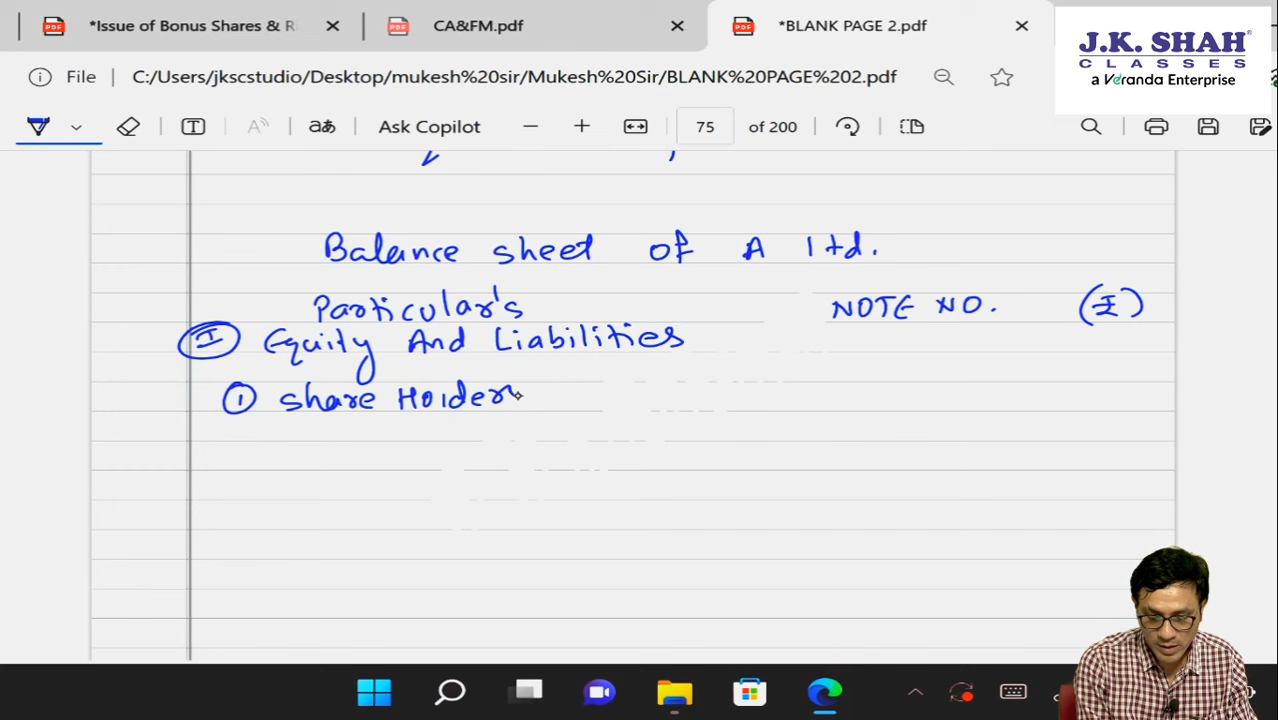 *Issue of Bonus Shares & Ri
CA&FM.pdf
*BLANK PAGE 2.pdf
J.K. SHAH®
CLASSES
a Veranda Enterprise
File
C:/Users/jkscstudio/Desktop/mukesh%20sir/Mukesh%20Sir/BLANK%20PAGE%202.pdf
Ask Copilot
75 of 200
Balance sheet of A ltd.
Particular's NOTE NO. (₹)
I Equity And Liabilities
1 Share Holder